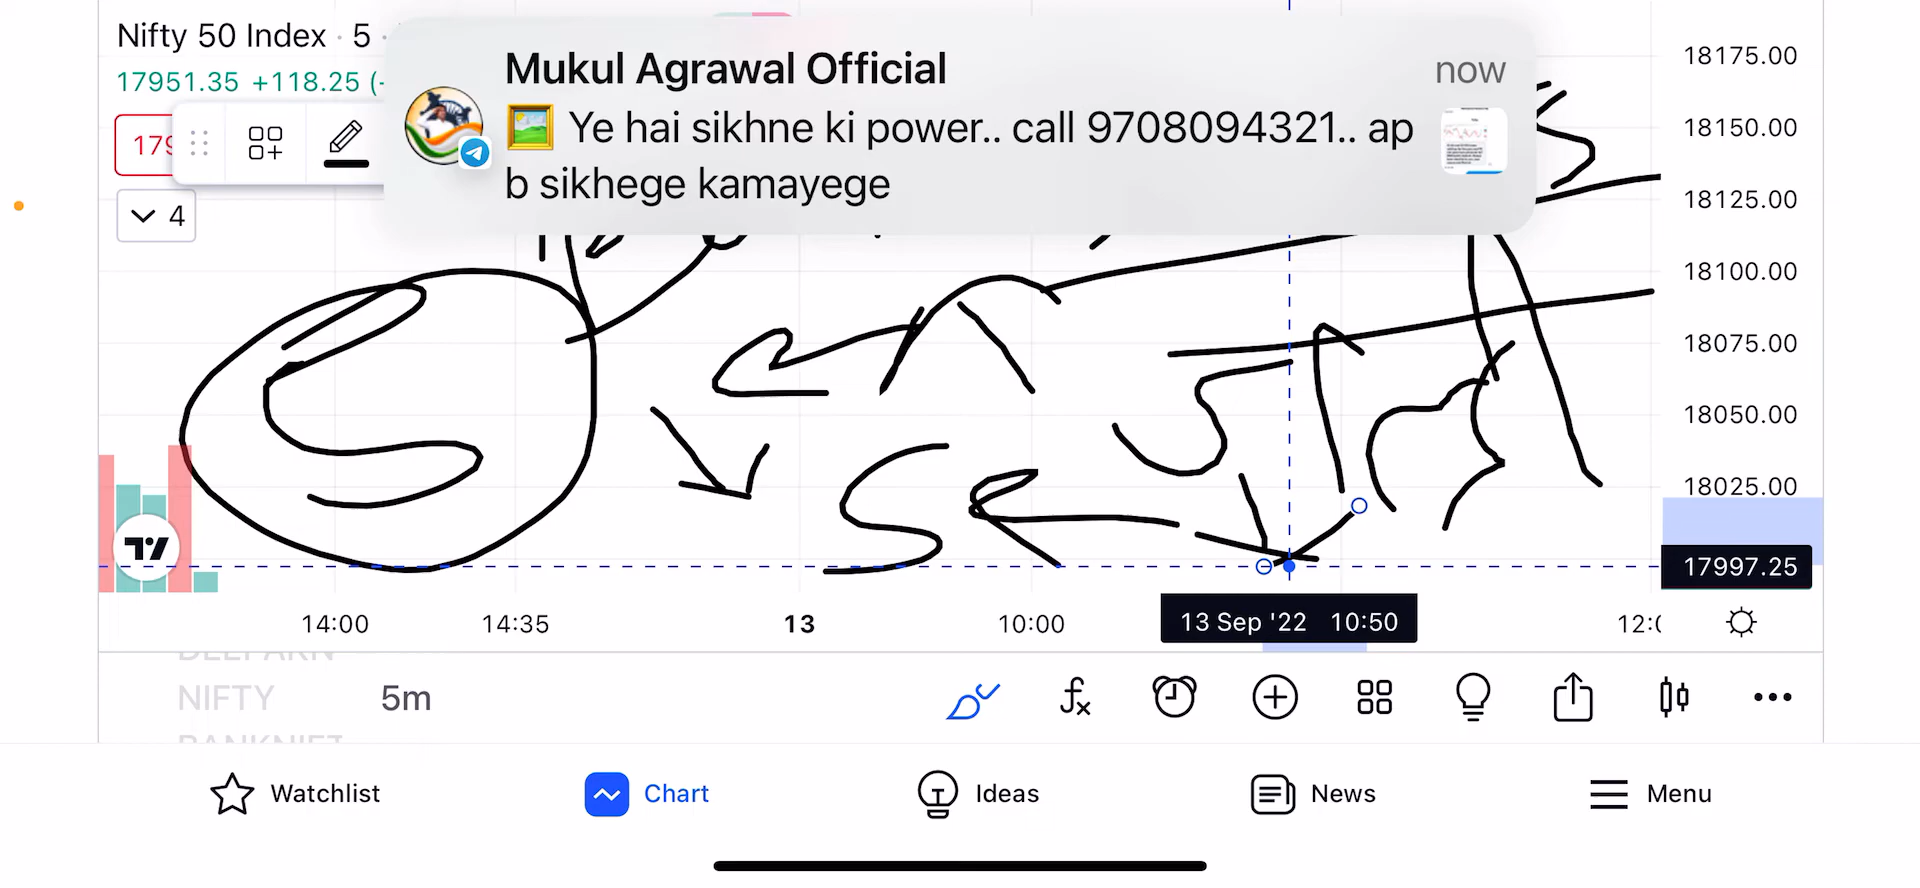 Nifty 50 Index · 5 ·
Mukul Agrawal Official
now
17951.35 +118.25
🖼️ Ye hai sikhne ki power.. call 9708094321.. ap
b sikhege kamayege
179
4
18175.00
18150.00
18125.00
18100.00
18075.00
18050.00
18025.00
17997.25
14:00
14:35
13
10:00
13 Sep '22 10:50
12:0
NIFTY
5m
Watchlist
Chart
Ideas
News
Menu